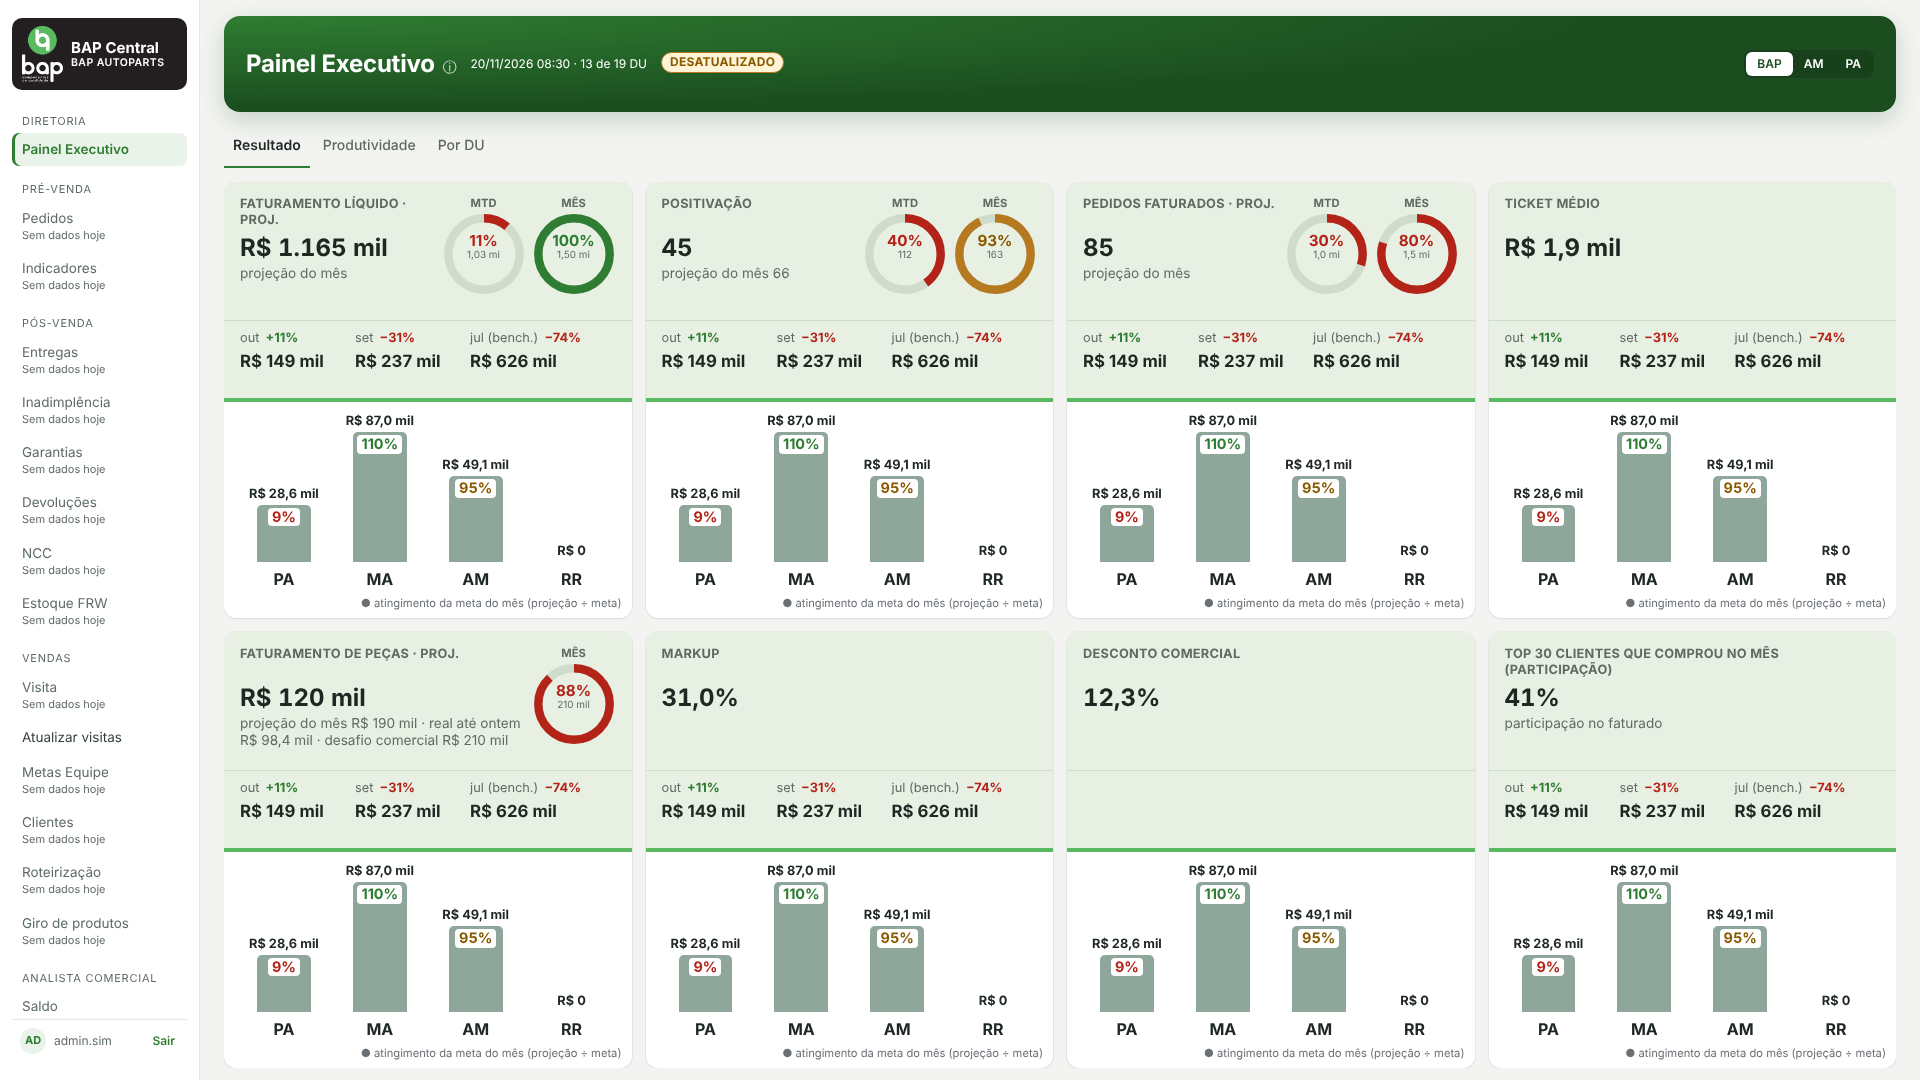 bap
BAP Central
BAP AUTOPARTS
DIRETORIA
Painel Executivo
PRÉ-VENDA
Pedidos
Sem dados hoje
Indicadores
Sem dados hoje
PÓS-VENDA
Entregas
Sem dados hoje
Inadimplência
Sem dados hoje
Garantias
Sem dados hoje
Devoluções
Sem dados hoje
NCC
Sem dados hoje
Estoque FRW
Sem dados hoje
VENDAS
Visita
Sem dados hoje
Atualizar visitas
Metas Equipe
Sem dados hoje
Clientes
Sem dados hoje
Roteirização
Sem dados hoje
Giro de produtos
Sem dados hoje
ANALISTA COMERCIAL
Saldo
AD admin.sim Sair
Painel Executivo ⓘ 20/11/2026 08:30 · 13 de 19 DU DESATUALIZADO
BAP AM PA
Resultado Produtividade Por DU
FATURAMENTO LÍQUIDO · PROJ.
R$ 1.165 mil
projeção do mês
MTD
11%
1,03 mi
MÊS
100%
1,50 mi
out +11% set −31% jul (bench.) −74%
R$ 149 mil R$ 237 mil R$ 626 mil
R$ 28,6 mil R$ 87,0 mil R$ 49,1 mil R$ 0
9% 110% 95%
PA MA AM RR
● atingimento da meta do mês (projeção ÷ meta)
POSITIVAÇÃO
45
projeção do mês 66
MTD
40%
112
MÊS
93%
163
out +11% set −31% jul (bench.) −74%
R$ 149 mil R$ 237 mil R$ 626 mil
R$ 28,6 mil R$ 87,0 mil R$ 49,1 mil R$ 0
9% 110% 95%
PA MA AM RR
● atingimento da meta do mês (projeção ÷ meta)
PEDIDOS FATURADOS · PROJ.
85
projeção do mês
MTD
30%
1,0 mi
MÊS
80%
1,5 mi
out +11% set −31% jul (bench.) −74%
R$ 149 mil R$ 237 mil R$ 626 mil
R$ 28,6 mil R$ 87,0 mil R$ 49,1 mil R$ 0
9% 110% 95%
PA MA AM RR
● atingimento da meta do mês (projeção ÷ meta)
TICKET MÉDIO
R$ 1,9 mil
out +11% set −31% jul (bench.) −74%
R$ 149 mil R$ 237 mil R$ 626 mil
R$ 28,6 mil R$ 87,0 mil R$ 49,1 mil R$ 0
9% 110% 95%
PA MA AM RR
● atingimento da meta do mês (projeção ÷ meta)
FATURAMENTO DE PEÇAS · PROJ.
R$ 120 mil
projeção do mês R$ 190 mil · real até ontem
R$ 98,4 mil · desafio comercial R$ 210 mil
MÊS
88%
210 mil
out +11% set −31% jul (bench.) −74%
R$ 149 mil R$ 237 mil R$ 626 mil
R$ 28,6 mil R$ 87,0 mil R$ 49,1 mil R$ 0
9% 110% 95%
PA MA AM RR
● atingimento da meta do mês (projeção ÷ meta)
MARKUP
31,0%
out +11% set −31% jul (bench.) −74%
R$ 149 mil R$ 237 mil R$ 626 mil
R$ 28,6 mil R$ 87,0 mil R$ 49,1 mil R$ 0
9% 110% 95%
PA MA AM RR
● atingimento da meta do mês (projeção ÷ meta)
DESCONTO COMERCIAL
12,3%
R$ 28,6 mil R$ 87,0 mil R$ 49,1 mil R$ 0
9% 110% 95%
PA MA AM RR
● atingimento da meta do mês (projeção ÷ meta)
TOP 30 CLIENTES QUE COMPROU NO MÊS
(PARTICIPAÇÃO)
41%
participação no faturado
out +11% set −31% jul (bench.) −74%
R$ 149 mil R$ 237 mil R$ 626 mil
R$ 28,6 mil R$ 87,0 mil R$ 49,1 mil R$ 0
9% 110% 95%
PA MA AM RR
● atingimento da meta do mês (projeção ÷ meta)